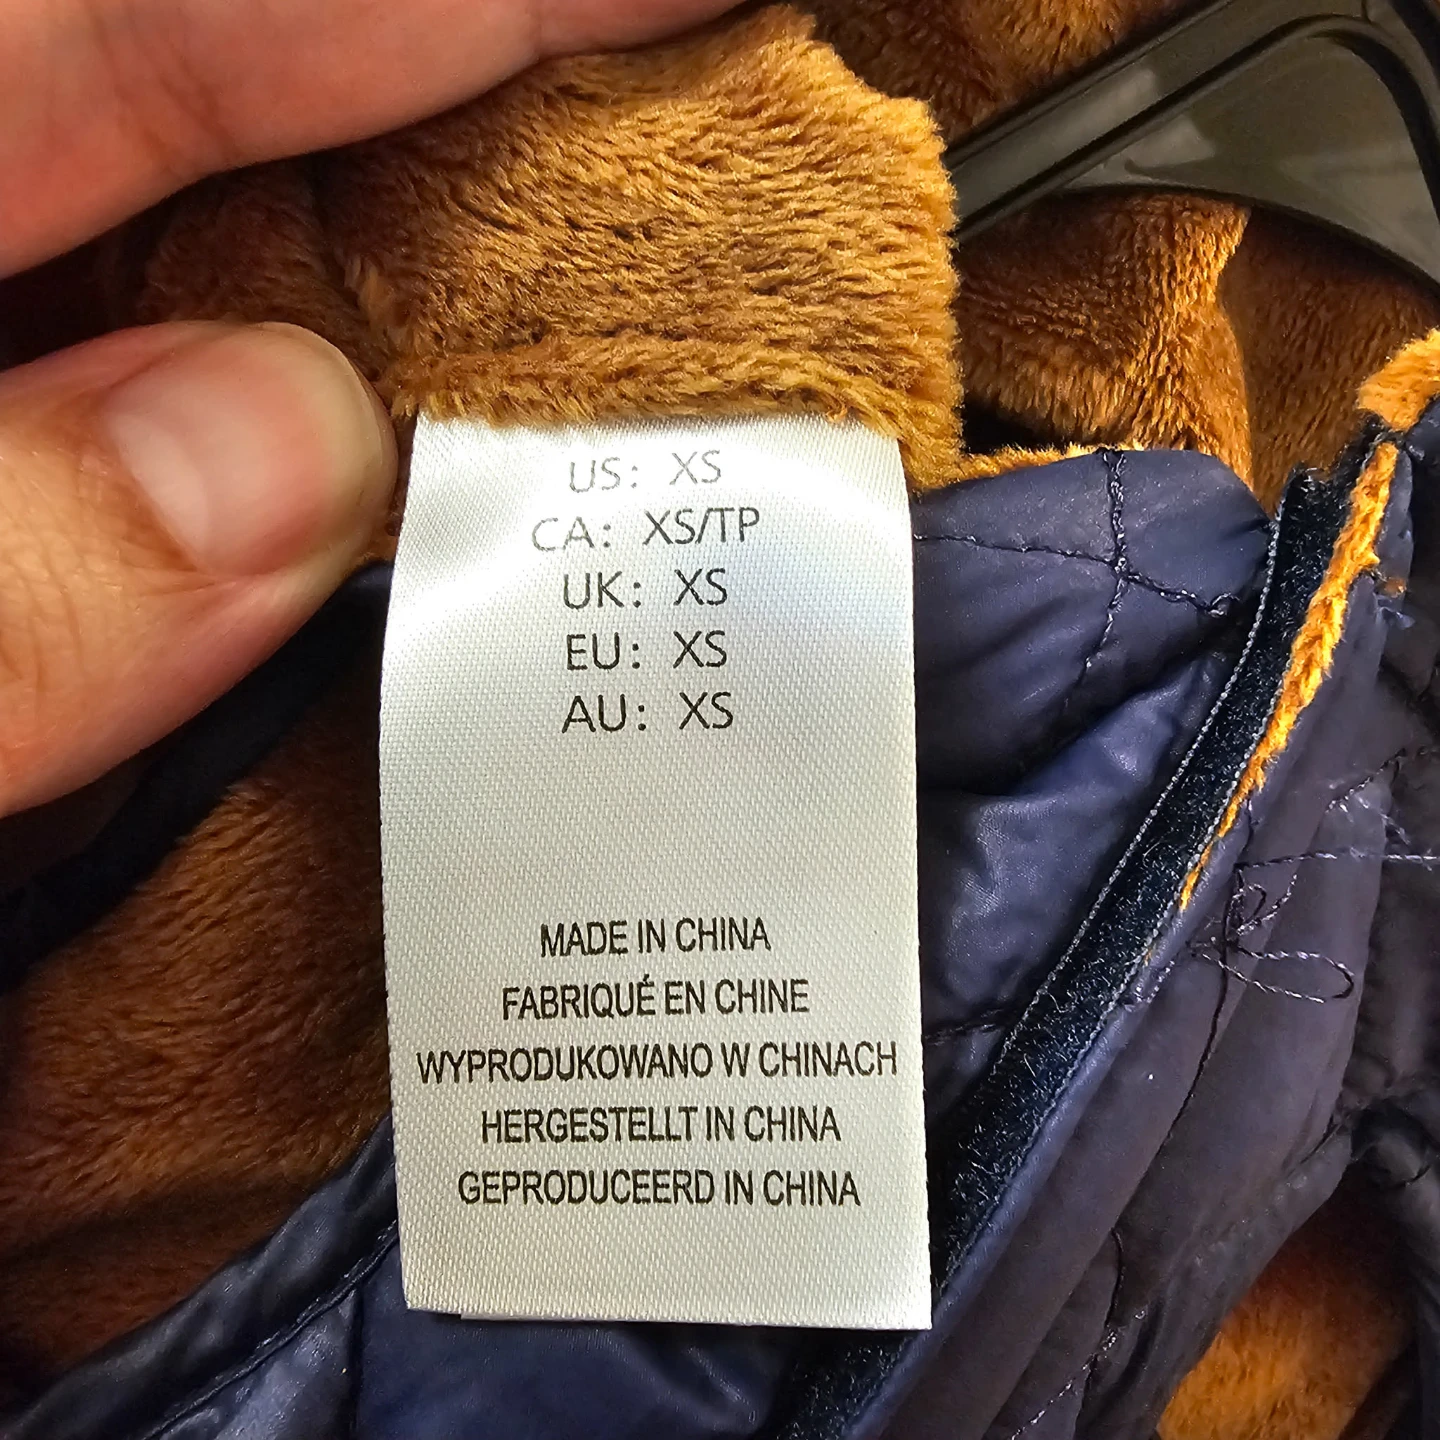 US: XS
CA: XS/TP
UK: XS
EU: XS
AU: XS
MADE IN CHINA
FABRIQUÉ EN CHINE
WYPRODUKOWANO W CHINACH
HERGESTELLT IN CHINA
GEPRODUCEERD IN CHINA